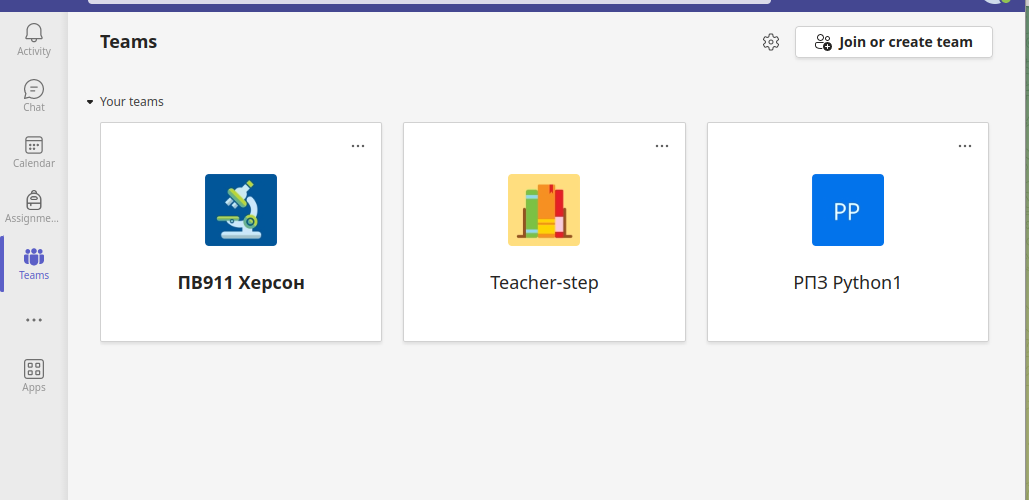 Activity
Chat
Calendar
Assignme...
Teams
Apps
Teams
Join or create team
Your teams
ПВ911 Херсон
Teacher-step
PP
РПЗ Python1